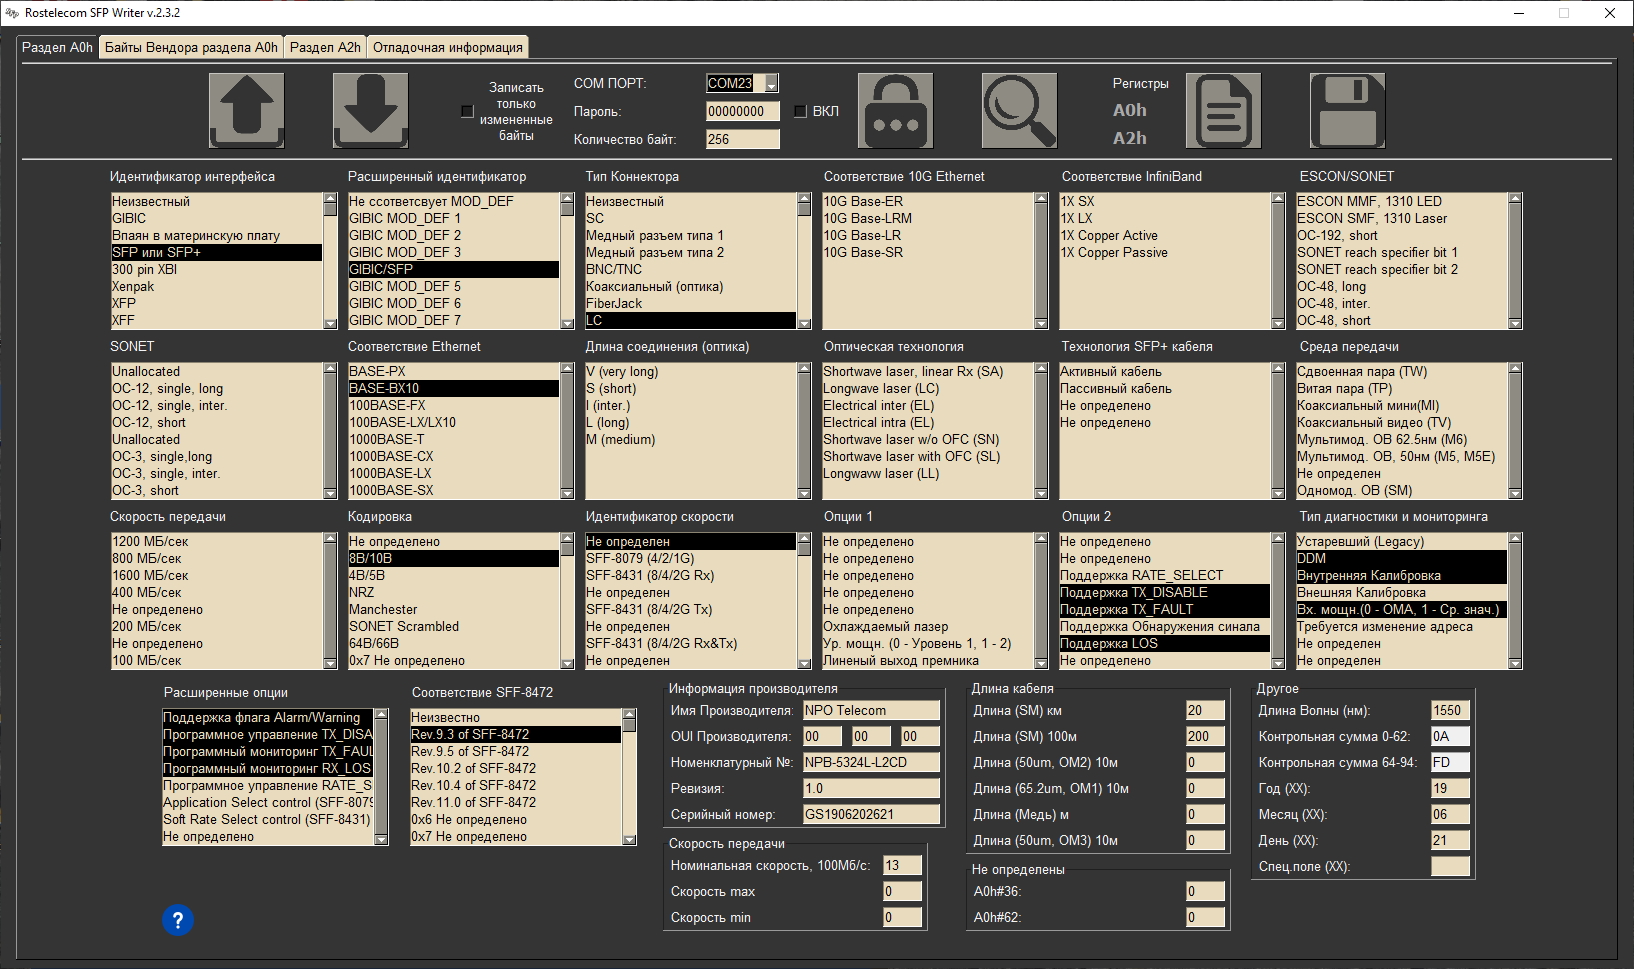 Rostelecom SFP Writer v.2.3.2
Раздел A0h
Байты Вендора раздела A0h
Раздел A2h
Отладочная информация
Записать
только
измененные
байты
COM ПОРТ:
COM23
Пароль:
00000000
ВКЛ
Количество байт:
256
Регистры
A0h
A2h
Идентификатор интерфейса
Неизвестный
GIBIC
Впаян в материнскую плату
SFP или SFP+
300 pin XBI
Xenpak
XFP
XFF
Расширенный идентификатор
Не ссответсвует MOD_DEF
GIBIC MOD_DEF 1
GIBIC MOD_DEF 2
GIBIC MOD_DEF 3
GIBIC/SFP
GIBIC MOD_DEF 5
GIBIC MOD_DEF 6
GIBIC MOD_DEF 7
Тип Коннектора
Неизвестный
SC
Медный разъем типа 1
Медный разъем типа 2
BNC/TNC
Коаксиальный (оптика)
FiberJack
LC
Соответствие 10G Ethernet
10G Base-ER
10G Base-LRM
10G Base-LR
10G Base-SR
Соответствие InfiniBand
1X SX
1X LX
1X Copper Active
1X Copper Passive
ESCON/SONET
ESCON MMF, 1310 LED
ESCON SMF, 1310 Laser
OC-192, short
SONET reach specifier bit 1
SONET reach specifier bit 2
OC-48, long
OC-48, inter.
OC-48, short
SONET
Unallocated
OC-12, single, long
OC-12, single, inter.
OC-12, short
Unallocated
OC-3, single,long
OC-3, single, inter.
OC-3, short
Соответствие Ethernet
BASE-PX
BASE-BX10
100BASE-FX
100BASE-LX/LX10
1000BASE-T
1000BASE-CX
1000BASE-LX
1000BASE-SX
Длина соединения (оптика)
V (very long)
S (short)
I (inter.)
L (long)
M (medium)
Оптическая технология
Shortwave laser, linear Rx (SA)
Longwave laser (LC)
Electrical inter (EL)
Electrical intra (EL)
Shortwave laser w/o OFC (SN)
Shortwave laser with OFC (SL)
Longwavw laser (LL)
Технология SFP+ кабеля
Активный кабель
Пассивный кабель
Не определено
Не определено
Среда передачи
Сдвоенная пара (TW)
Витая пара (TP)
Коаксиальный мини(MI)
Коаксиальный видео (TV)
Мультимод. ОВ 62.5нм (M6)
Мультимод. ОВ, 50нм (M5, M5E)
Не определен
Одномод. ОВ (SM)
Скорость передачи
1200 МБ/сек
800 МБ/сек
1600 МБ/сек
400 МБ/сек
Не определено
200 МБ/сек
Не определено
100 МБ/сек
Кодировка
Не определено
8B/10B
4B/5B
NRZ
Manchester
SONET Scrambled
64B/66B
0x7 Не определено
Идентификатор скорости
Не определен
SFF-8079 (4/2/1G)
SFF-8431 (8/4/2G Rx)
Не определен
SFF-8431 (8/4/2G Tx)
Не определен
SFF-8431 (8/4/2G Rx&Tx)
Не определен
Опции 1
Не определено
Не определено
Не определено
Не определено
Не определено
Охлаждаемый лазер
Ур. мощн. (0 - Уровень 1, 1 - 2)
Линеный выход премника
Опции 2
Не определено
Не определено
Поддержка RATE_SELECT
Поддержка TX_DISABLE
Поддержка TX_FAULT
Поддержка Обнаружения синала
Поддержка LOS
Не определено
Тип диагностики и мониторинга
Устаревший (Legacy)
DDM
Внутренняя Калибровка
Внешняя Калибровка
Вх. мощн.(0 - OMA, 1 - Ср. знач.)
Требуется изменение адреса
Не определен
Не определен
Расширенные опции
Поддержка флага Alarm/Warning
Программное управление TX_DISA
Программный мониторинг TX_FAUL
Программный мониторинг RX_LOS
Программное управление RATE_S
Application Select control (SFF-8079
Soft Rate Select control (SFF-8431)
Не определено
Соответствие SFF-8472
Неизвестно
Rev.9.3 of SFF-8472
Rev.9.5 of SFF-8472
Rev.10.2 of SFF-8472
Rev.10.4 of SFF-8472
Rev.11.0 of SFF-8472
0x6 Не определено
0x7 Не определено
Информация производителя
Имя Производителя: NPO Telecom
OUI Производителя: 00 00 00
Номенклатурный №: NPB-5324L-L2CD
Ревизия: 1.0
Серийный номер: GS1906202621
Скорость передачи
Номинальная скорость, 100Мб/с: 13
Скорость max 0
Скорость min 0
Длина кабеля
Длина (SM) км 20
Длина (SM) 100м 200
Длина (50um, OM2) 10м 0
Длина (65.2um, OM1) 10м 0
Длина (Медь) м 0
Длина (50um, OM3) 10м 0
Не определены
A0h#36: 0
A0h#62: 0
Другое
Длина Волны (нм): 1550
Контрольная сумма 0-62: 0A
Контрольная сумма 64-94: FD
Год (XX): 19
Месяц (XX): 06
День (XX): 21
Спец.поле (XX):
?